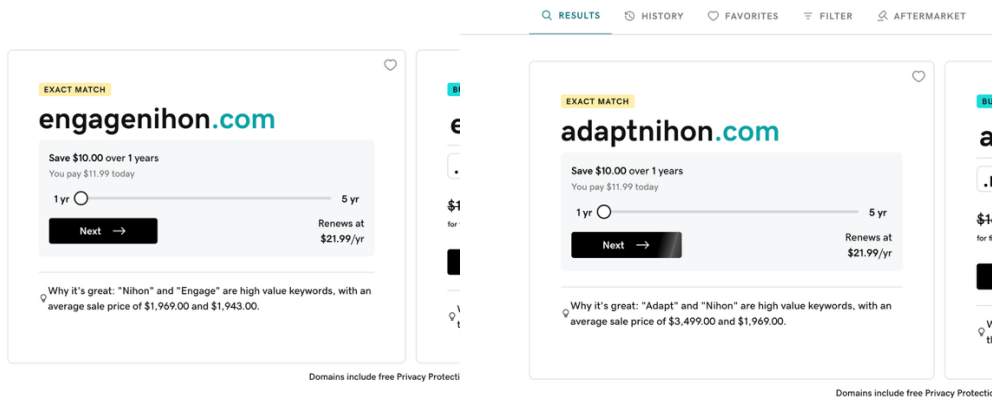 RESULTS HISTORY FAVORITES FILTER AFTERMARKET
EXACT MATCH
engagenihon.com
Save $10.00 over 1 years
You pay $11.99 today
1 yr 5 yr
Next → Renews at
$21.99/yr
Why it's great: "Nihon" and "Engage" are high value keywords, with an
average sale price of $1,969.00 and $1,943.00.
Domains include free Privacy Protecti
EXACT MATCH
adaptnihon.com
Save $10.00 over 1 years
You pay $11.99 today
1 yr 5 yr
Next → Renews at
$21.99/yr
Why it's great: "Adapt" and "Nihon" are high value keywords, with an
average sale price of $3,499.00 and $1,969.00.
Domains include free Privacy Protectio